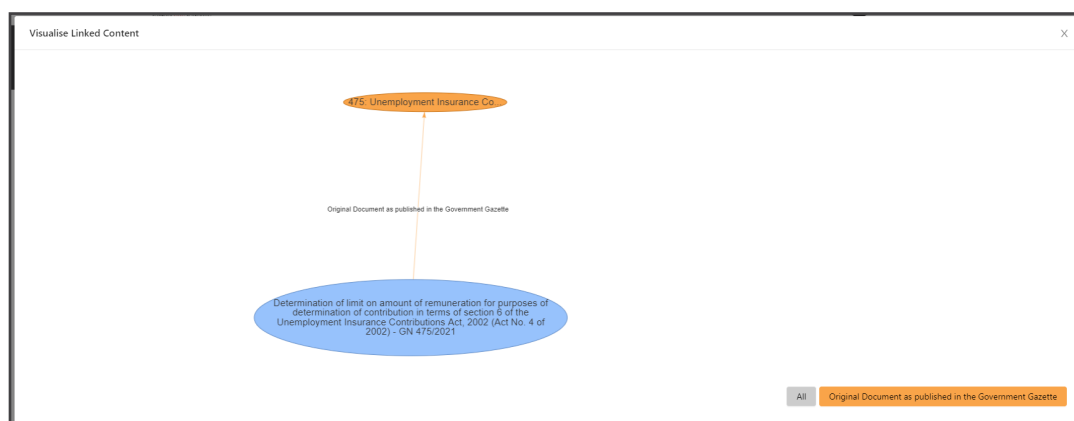 Visualise Linked Content
X
475: Unemployment Insurance Co...
Original Document as published in the Government Gazette
Determination of limit on amount of remuneration for purposes of
determination of contribution in terms of section 6 of the
Unemployment Insurance Contributions Act, 2002 (Act No. 4 of
2002) - GN 475/2021
All
Original Document as published in the Government Gazette